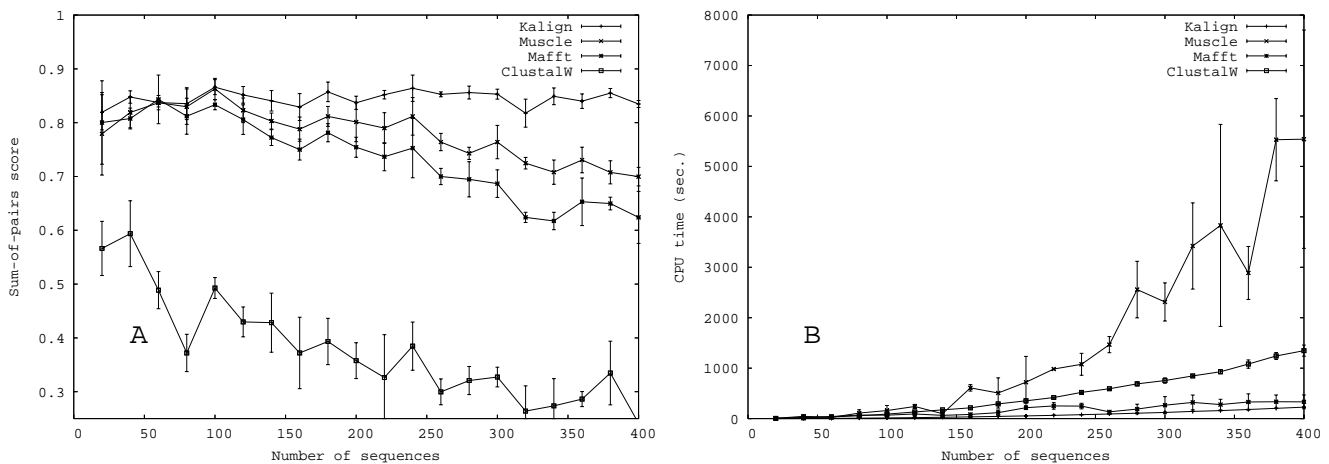 Sum-of-pairs score
1
0.9
0.8
0.7
0.6
0.5
0.4
0.3
0 50 100 150 200 250 300 350 400
Number of sequences
A
Kalign
Muscle
Mafft
ClustalW
CPU time (sec.)
8000
7000
6000
5000
4000
3000
2000
1000
0
0 50 100 150 200 250 300 350 400
Number of sequences
B
Kalign
Muscle
Mafft
ClustalW